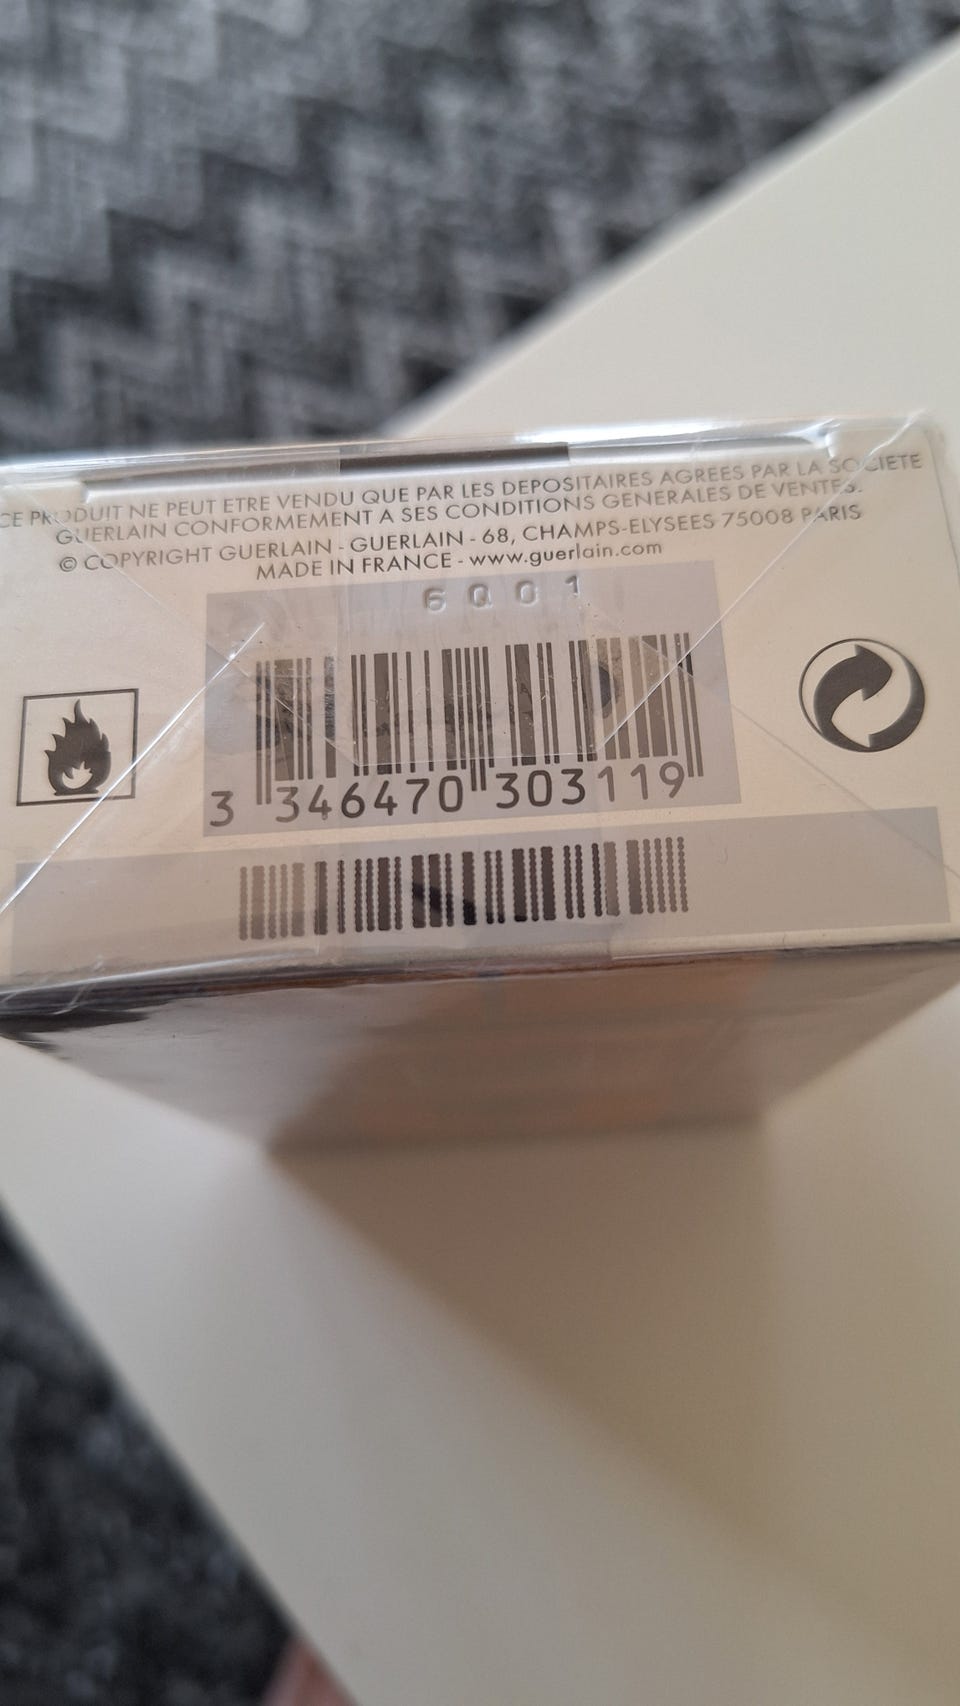 CE PRODUIT NE PEUT ETRE VENDU QUE PAR LES DEPOSITAIRES AGREES PAR LA SOCIETE
GUERLAIN CONFORMEMENT A SES CONDITIONS GENERALES DE VENTES.
© COPYRIGHT GUERLAIN - GUERLAIN - 68, CHAMPS-ELYSEES 75008 PARIS
MADE IN FRANCE - www.guerlain.com
6Q01
3 346470 303119